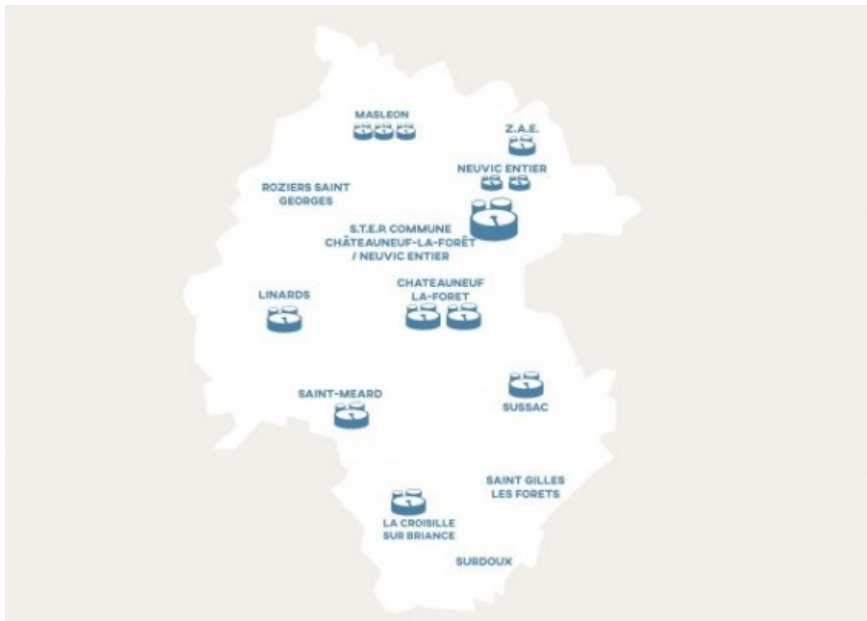 MASLEON
Z.A.E.
NEUVIC ENTIER
ROZIERS SAINT
GEORGES
S.T.E.P. COMMUNE
CHÂTEAUNEUF-LA-FORÊT
/ NEUVIC ENTIER
CHATEAUNEUF
LA-FORET
LINARDS
SAINT-MEARD
SUSSAC
SAINT GILLES
LES FORETS
LA CROISILLE
SUR BRIANCE
SURDOUX